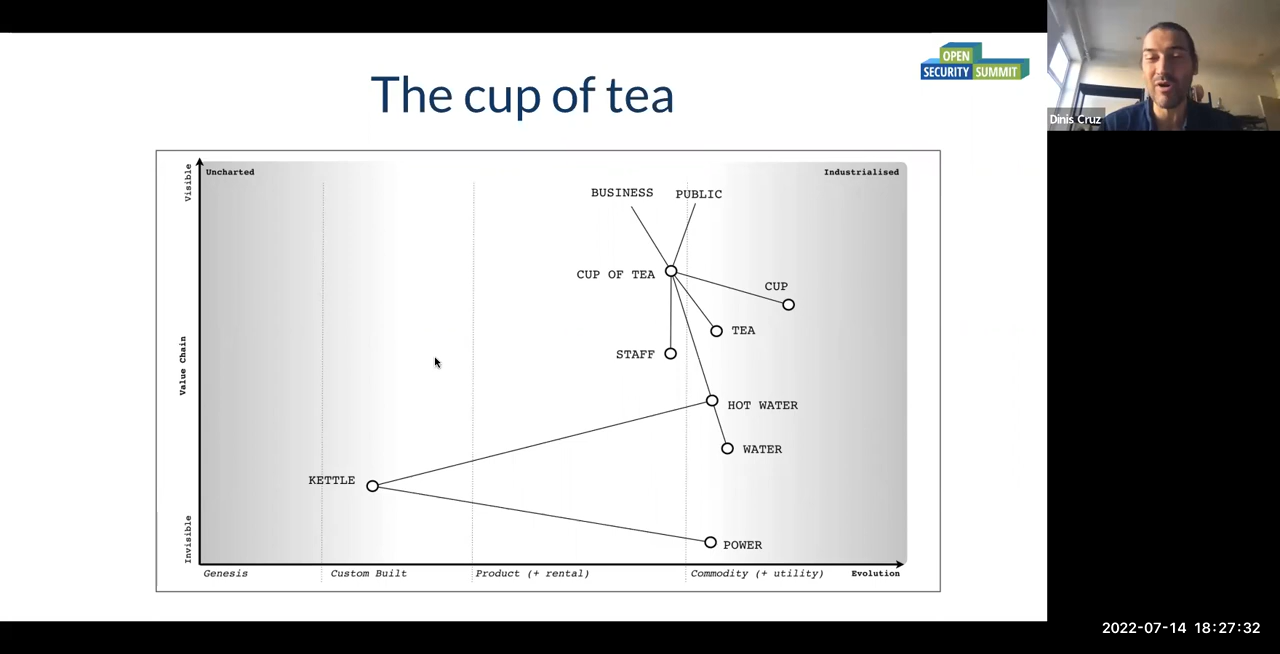 OPEN
SECURITY SUMMIT
Dinis Cruz
The cup of tea
Visible
Uncharted
Industrialised
BUSINESS
PUBLIC
CUP OF TEA
CUP
TEA
STAFF
Value Chain
HOT WATER
WATER
KETTLE
Invisible
POWER
Genesis
Custom Built
Product (+ rental)
Commodity (+ utility)
Evolution
2022-07-14 18:27:32